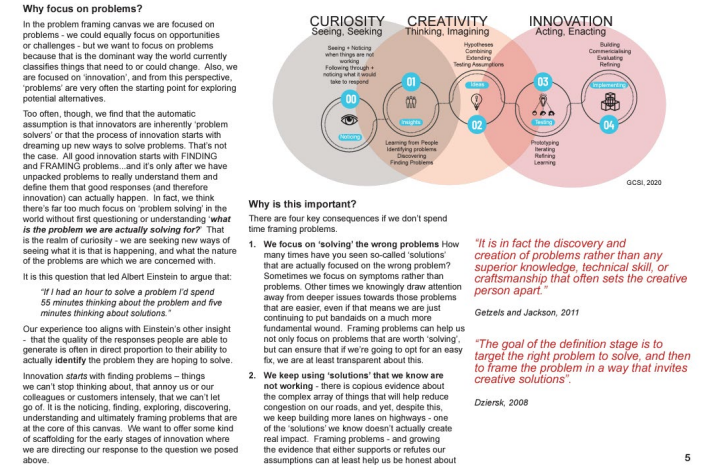 Why focus on problems?
In the problem framing canvas we are focused on
problems - we could equally focus on opportunities
or challenges - but we want to focus on problems
because that is the dominant way the world currently
classifies things that need to or could change.  Also, we
are focused on 'innovation', and from this perspective,
'problems' are very often the starting point for exploring
potential alternatives.
Too often, though, we find that the automatic
assumption is that innovators are inherently 'problem
solvers' or that the process of innovation starts with
dreaming up new ways to solve problems. That's not
the case.  All good innovation starts with FINDING
and FRAMING problems...and it's only after we have
unpacked problems to really understand them and
define them that good responses (and therefore
innovation) can actually happen.  In fact, we think
there's far too much focus on 'problem solving' in the
world without first questioning or understanding 'what
is the problem we are actually solving for?'  That
is the realm of curiosity - we are seeking new ways of
seeing what it is that is happening, and what the nature
of the problems are which we are concerned with.
It is this question that led Albert Einstein to argue that:
"If I had an hour to solve a problem I'd spend
55 minutes thinking about the problem and five
minutes thinking about solutions."
Our experience too aligns with Einstein's other insight
- that the quality of the responses people are able to
generate is often in direct proportion to their ability to
actually identify the problem they are hoping to solve.
Innovation starts with finding problems – things
we can't stop thinking about, that annoy us or our
colleagues or customers intensely, that we can't let
go of. It is the noticing, finding, exploring, discovering,
understanding and ultimately framing problems that are
at the core of this canvas.  We want to offer some kind
of scaffolding for the early stages of innovation where
we are directing our response to the question we posed
above.
CURIOSITY
Seeing, Seeking
CREATIVITY
Thinking, Imagining
INNOVATION
Acting, Enacting
Seeing + Noticing
when things are not
working
Following through +
noticing what it would
take to respond
Hypotheses
Combining
Extending
Testing Assumptions
Building
Commericialising
Evaluating
Refining
00
Noticing
01
Insights
Ideas
02
03
Testing
Implementing
04
Learning from People
Identifying problems
Discovering
Finding Problems
Prototyping
Iterating
Refining
Learning
GCSI, 2020
Why is this important?
There are four key consequences if we don't spend
time framing problems.
1. We focus on 'solving' the wrong problems How
many times have you seen so-called 'solutions'
that are actually focused on the wrong problem?
Sometimes we focus on symptoms rather than
problems. Other times we knowingly draw attention
away from deeper issues towards those problems
that are easier, even if that means we are just
continuing to put bandaids on a much more
fundamental wound.  Framing problems can help us
not only focus on problems that are worth 'solving',
but can ensure that if we're going to opt for an easy
fix, we are at least transparent about this.
2. We keep using 'solutions' that we know are
not working - there is copious evidence about
the complex array of things that will help reduce
congestion on our roads, and yet, despite this,
we keep building more lanes on highways - one
of the 'solutions' we know doesn't actually create
real impact.  Framing problems - and growing
the evidence that either supports or refutes our
assumptions can at least help us be honest about
"It is in fact the discovery and
creation of problems rather than any
superior knowledge, technical skill, or
craftsmanship that often sets the creative
person apart."
Getzels and Jackson, 2011
"The goal of the definition stage is to
target the right problem to solve, and then
to frame the problem in a way that invites
creative solutions".
Dziersk, 2008
5